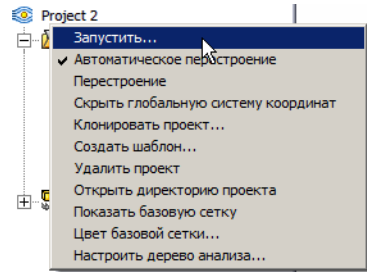 Project 2
Запустить...
Автоматическое перестроение
Перестроение
Скрыть глобальную систему координат
Клонировать проект...
Создать шаблон...
Удалить проект
Открыть директорию проекта
Показать базовую сетку
Цвет базовой сетки...
Настроить дерево анализа...